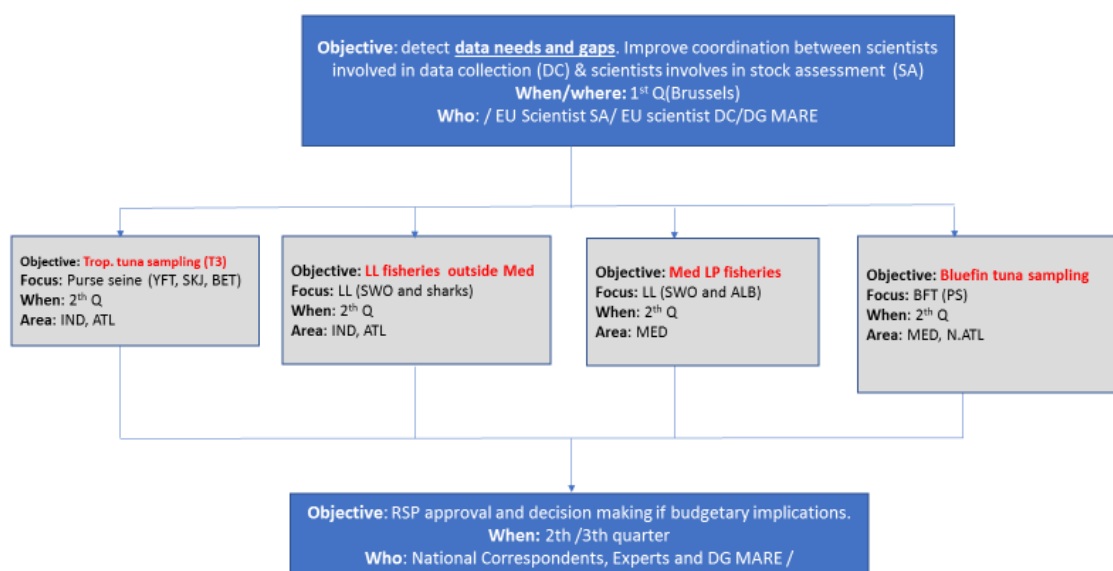 Objective: detect data needs and gaps. Improve coordination between scientists
involved in data collection (DC) & scientists involves in stock assessment (SA)
When/where: 1st Q(Brussels)
Who: / EU Scientist SA/ EU scientist DC/DG MARE
Objective: Trop. tuna sampling (T3)
Focus: Purse seine (YFT, SKJ, BET)
When: 2th Q
Area: IND, ATL
Objective: LL fisheries outside Med
Focus: LL (SWO and sharks)
When: 2th Q
Area: IND, ATL
Objective: Med LP fisheries
Focus: LL (SWO and ALB)
When: 2th Q
Area: MED
Objective: Bluefin tuna sampling
Focus: BFT (PS)
When: 2th Q
Area: MED, N.ATL
Objective: RSP approval and decision making if budgetary implications.
When: 2th /3th quarter
Who: National Correspondents, Experts and DG MARE /